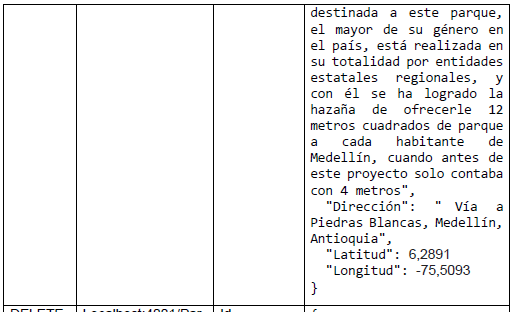 destinada a este parque,
el mayor de su género en
el país, está realizada en
su totalidad por entidades
estatales regionales, y
con él se ha logrado la
hazaña de ofrecerle 12
metros cuadrados de parque
a cada habitante de
Medellín, cuando antes de
este proyecto solo contaba
con 4 metros",
"Dirección": " Vía a
Piedras Blancas, Medellín,
Antioquia",
"Latitud": 6,2891
"Longitud": -75,5093
}
DELETE Localhost:4001/Par Id {